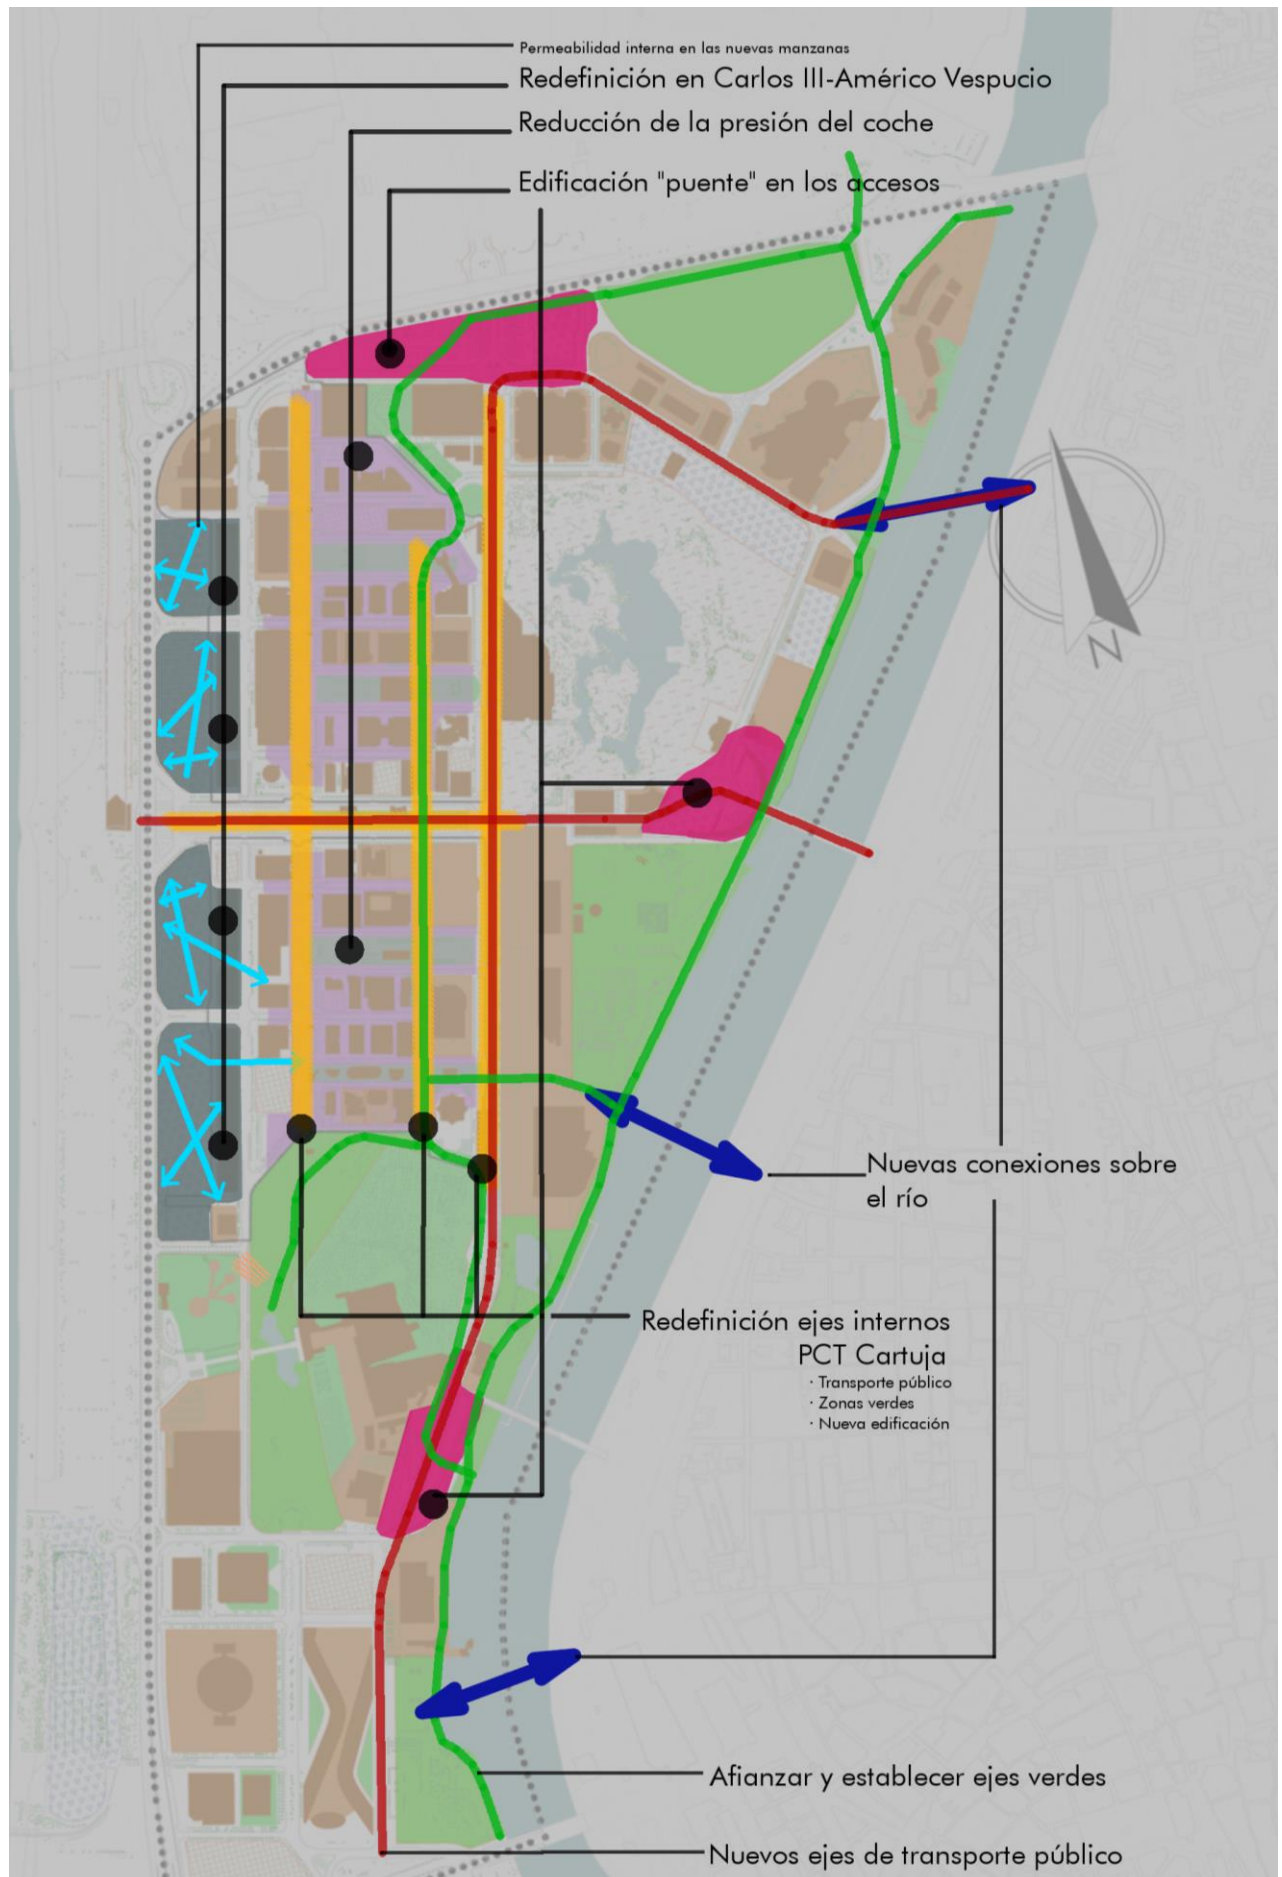 Permeabilidad interna en las nuevas manzanas
Redefinición en Carlos III-Américo Vespucio
Reducción de la presión del coche
Edificación "puente" en los accesos
N
Nuevas conexiones sobre
el río
Redefinición ejes internos
PCT Cartuja
· Transporte público
· Zonas verdes
· Nueva edificación
Afianzar y establecer ejes verdes
Nuevos ejes de transporte público